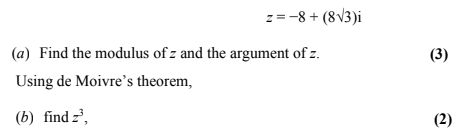 z = −8 + (8√3)i
(a) Find the modulus of z and the argument of z. (3)
Using de Moivre’s theorem,
(b) find z³, (2)